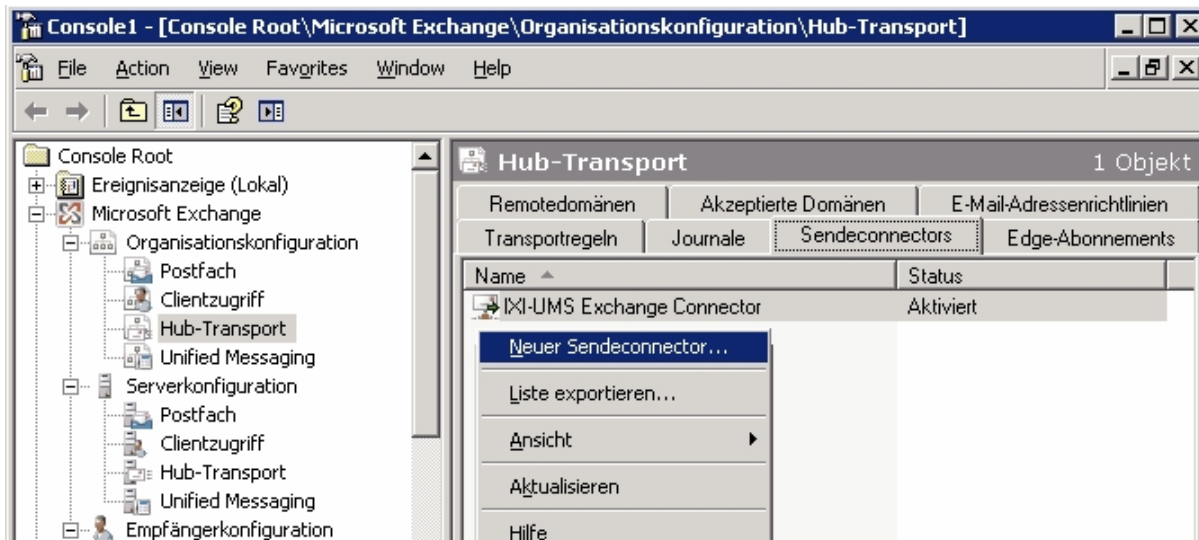 Console1 - [Console Root\Microsoft Exchange\Organisationskonfiguration\Hub-Transport]
File Action View Favorites Window Help
Console Root
Ereignisanzeige (Lokal)
Microsoft Exchange
Organisationskonfiguration
Postfach
Clientzugriff
Hub-Transport
Unified Messaging
Serverkonfiguration
Postfach
Clientzugriff
Hub-Transport
Unified Messaging
Empfängerkonfiguration
Hub-Transport 1 Objekt
Remotedomänen Akzeptierte Domänen E-Mail-Adressenrichtlinien
Transportregeln Journale Sendeconnectors Edge-Abonnements
Name Status
IXI-UMS Exchange Connector Aktiviert
Neuer Sendeconnector...
Liste exportieren...
Ansicht
Aktualisieren
Hilfe